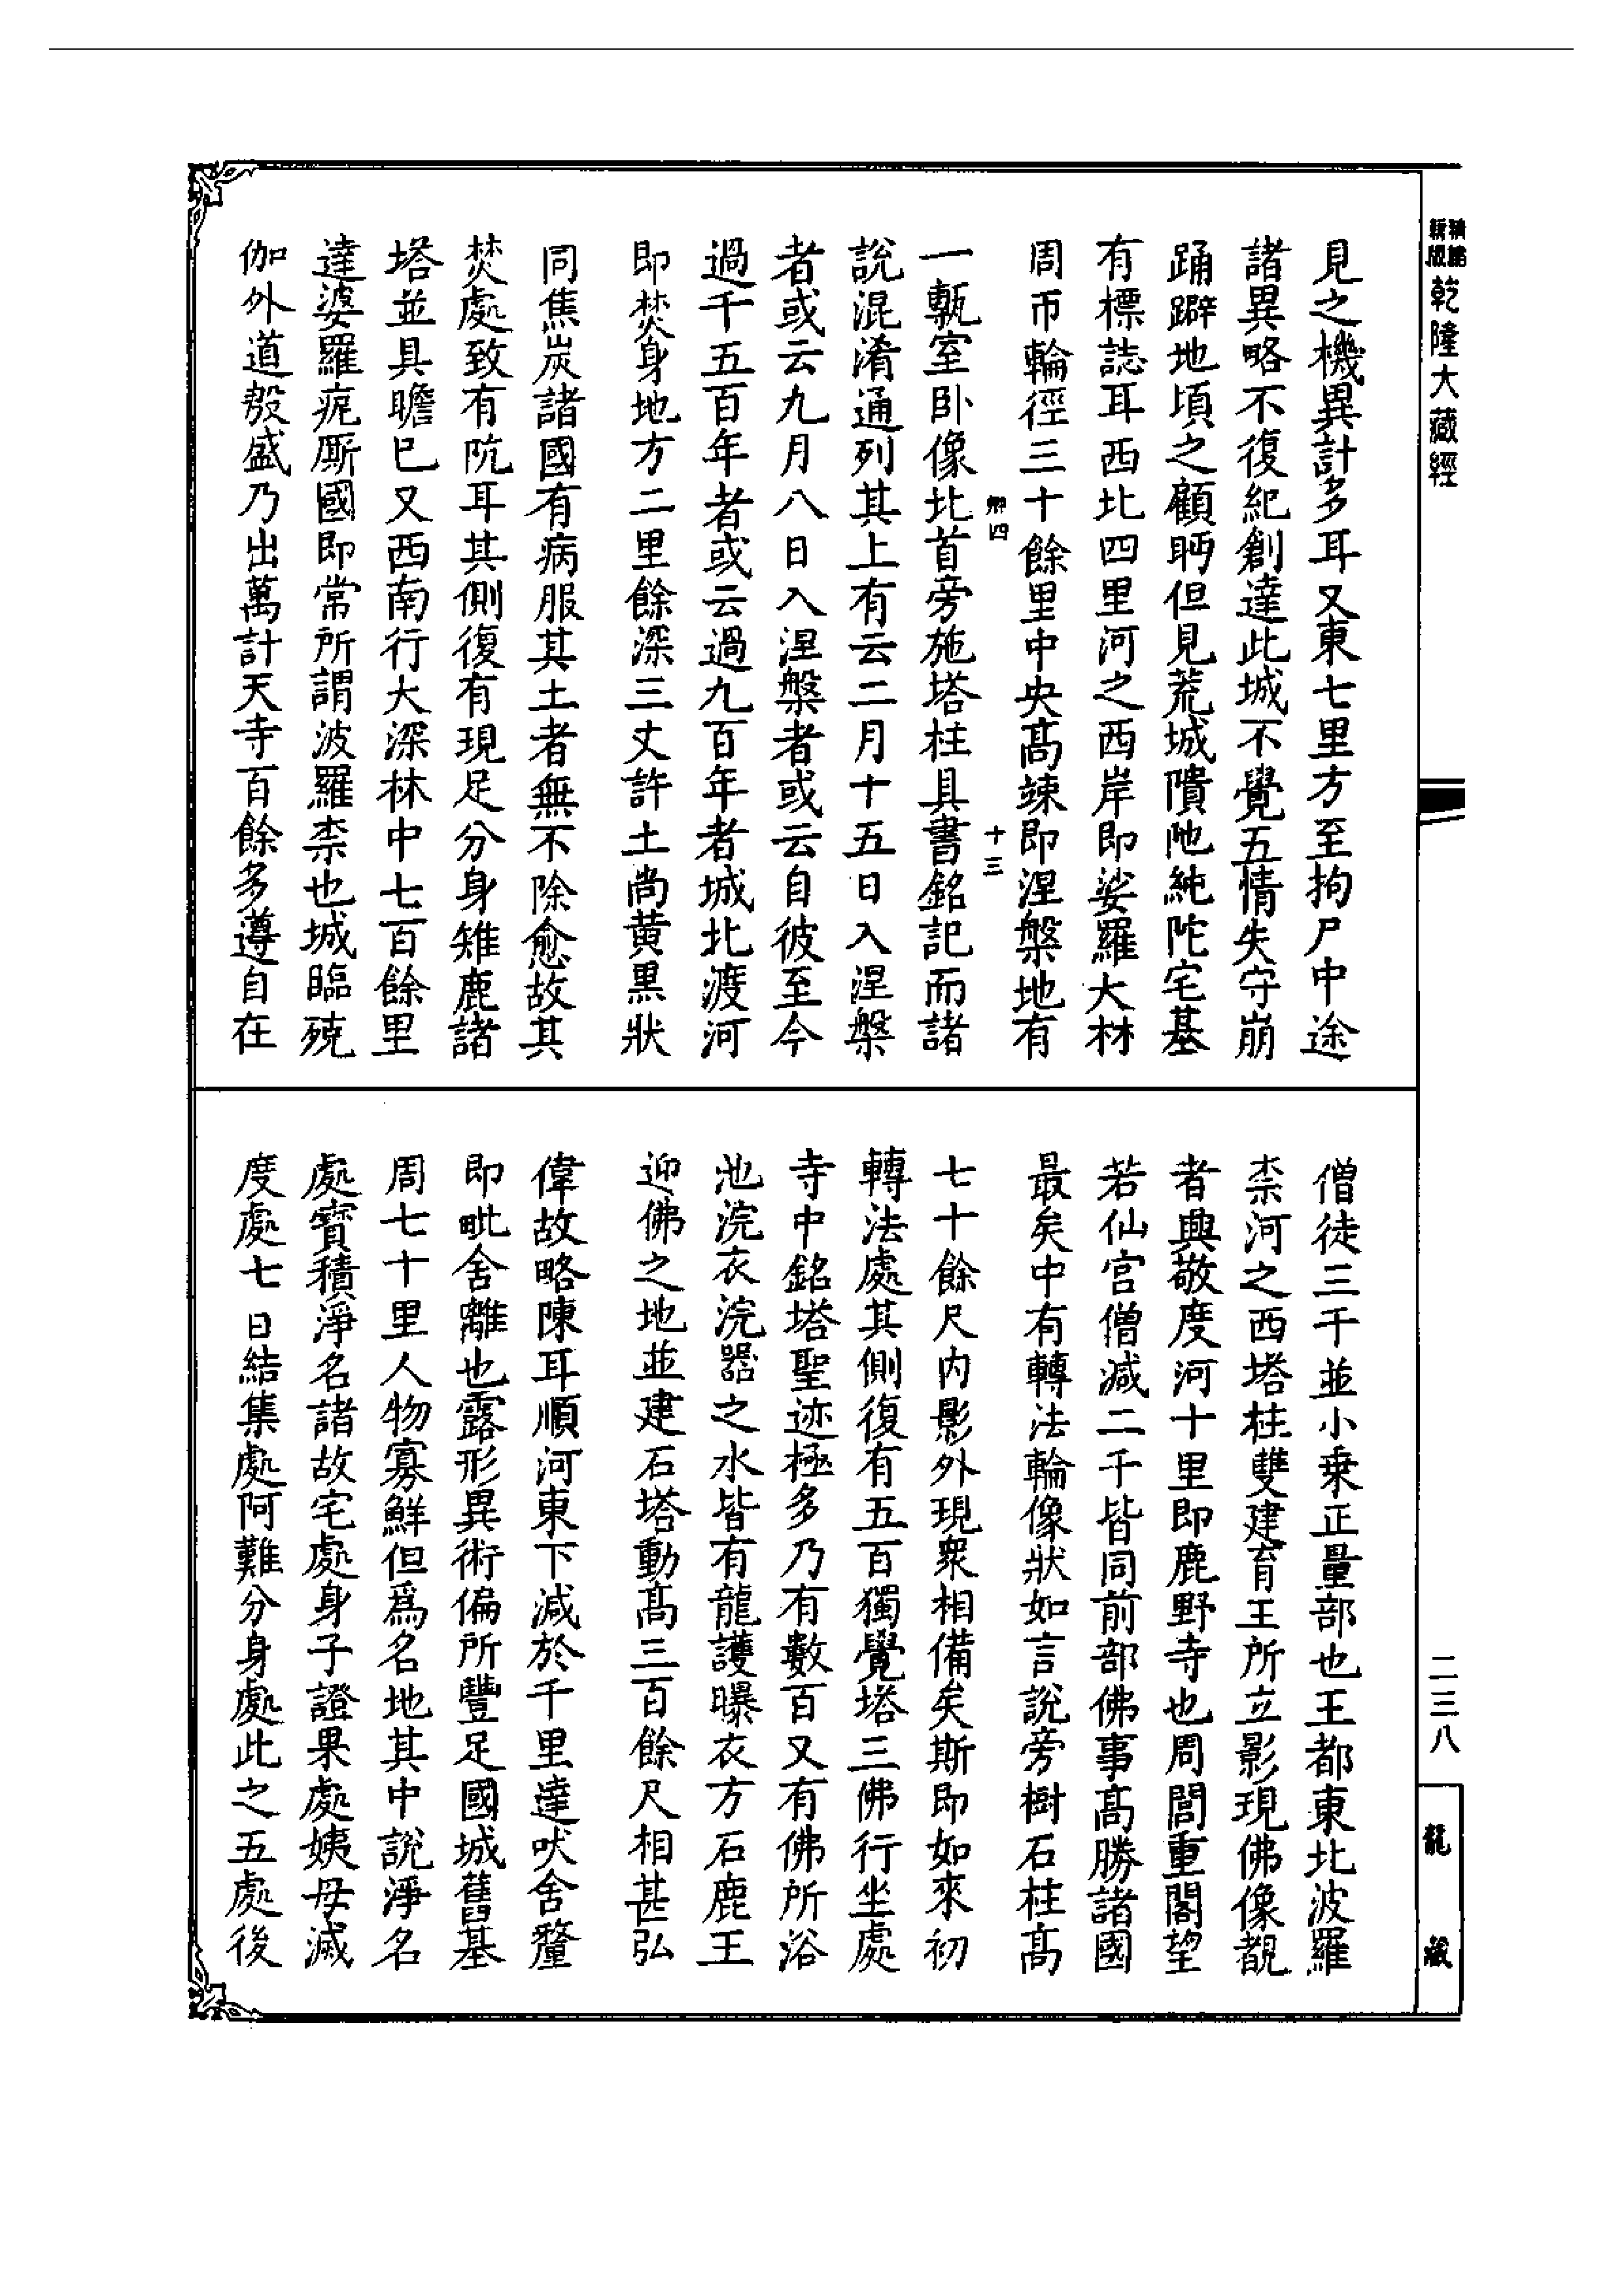 精縮
新版
乾隆大藏經
見之機異計多耳又東七里方至拘尸中途
諸異略不復紀創達此城不覺五情失守崩
踊躃地頃之顧眄但見荒城隤阤純陀宅基
有標誌耳西北四里河之西岸即娑羅大林
周帀輪徑三十餘里中央高竦即涅槃地有
四
十三
一甎室卧像北首旁施塔柱具書銘記而諸
說混淆通列其上有云二月十五日入涅槃
者或云九月八日入涅槃者或云自彼至今
過千五百年者或云過九百年者城北渡河
即焚身地方二里餘深三丈許土尚黄黑狀
同焦炭諸國有病服其土者無不除愈故其
焚處致有阬耳其側復有現足分身雉鹿諸
塔並具瞻已又西南行大深林中七百餘里
達婆羅痆厮國即常所謂波羅柰也城臨殑
伽外道殷盛乃出萬計天寺百餘多遵自在
僧徒三千並小乗正量部也王都東北波羅
柰河之西塔柱雙建育王所立影現佛像覩
者興敬度河十里即鹿野寺也周閭重閣望
若仙宫僧減二千皆同前部佛事高勝諸國
最矣中有轉法輪像狀如言說旁樹石柱高
七十餘尺内影外現衆相備矣斯即如來初
轉法處其側復有五百獨覺塔三佛行坐處
寺中銘塔聖迹極多乃有數百又有佛所浴
池浣衣浣器之水皆有龍護曝衣方石鹿王
迎佛之地並建石塔動高三百餘尺相甚弘
偉故略陳耳順河東下減於千里達吠舍釐
即毗舍離也露形異術偏所豐足國城舊基
周七十里人物寡鮮但爲名地其中說淨名
處寳積淨名諸故宅處身子證果處姨母滅
度處七日結集處阿難分身處此之五處後
二三八
龍藏